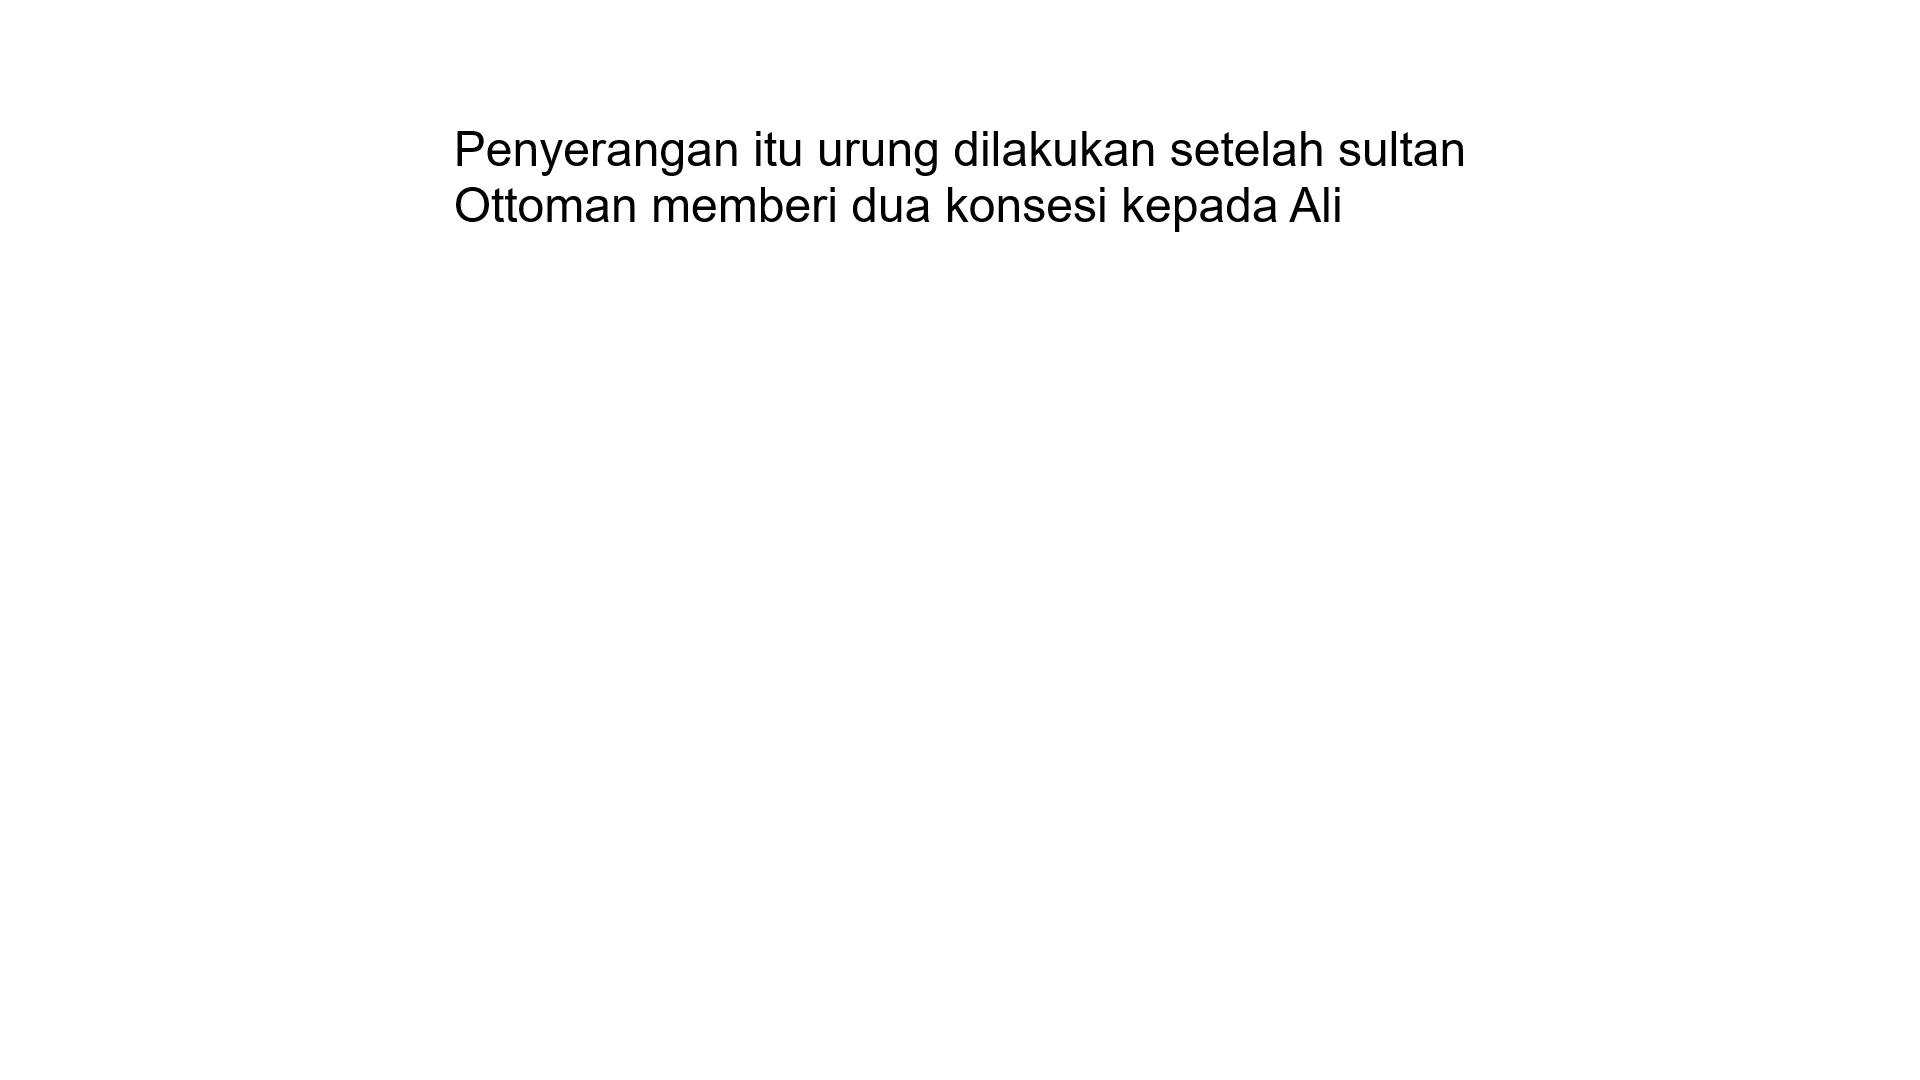 Penyerangan itu urung dilakukan setelah sultan
Ottoman memberi dua konsesi kepada Ali